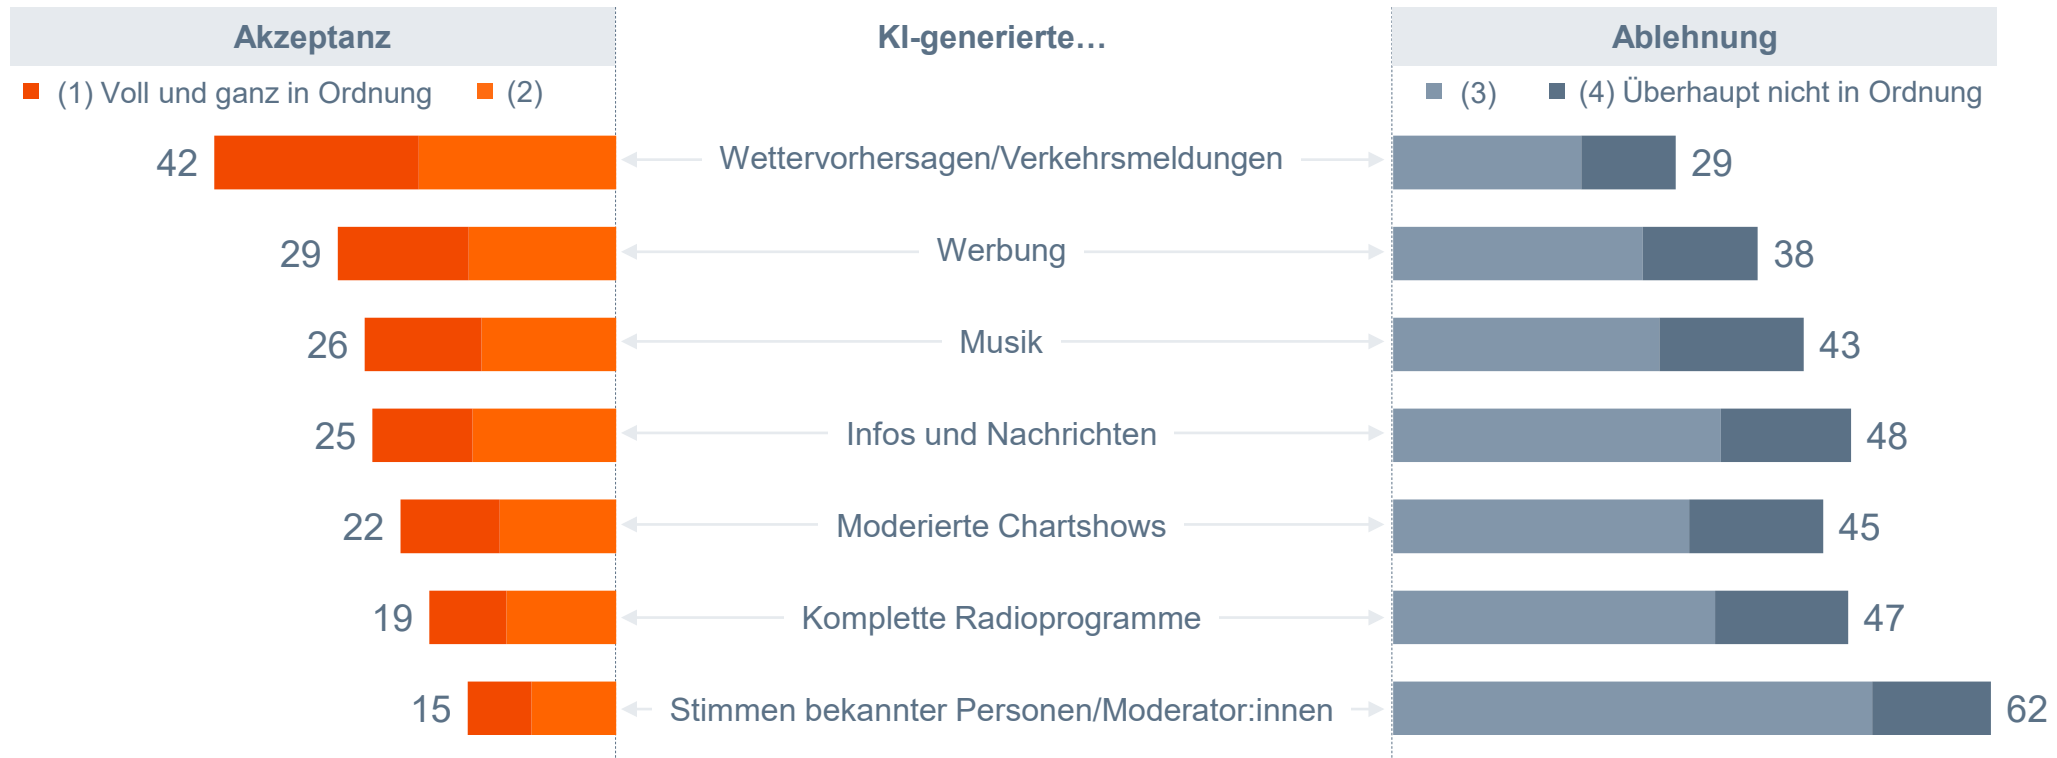 Akzeptanz KI-generierte… Ablehnung
(1) Voll und ganz in Ordnung (2) (3) (4) Überhaupt nicht in Ordnung
42 Wettervorhersagen/Verkehrsmeldungen 29
29 Werbung 38
26 Musik 43
25 Infos und Nachrichten 48
22 Moderierte Chartshows 45
19 Komplette Radioprogramme 47
15 Stimmen bekannter Personen/Moderator:innen 62